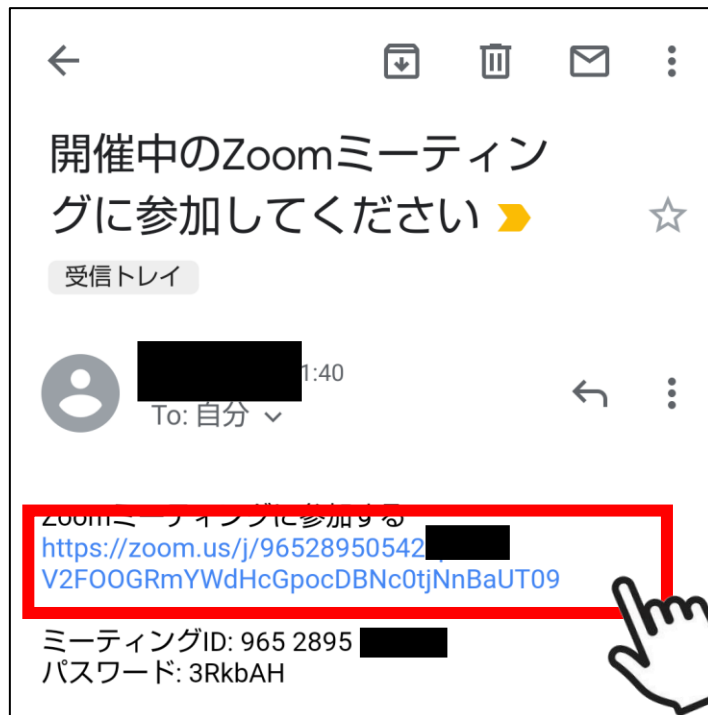 開催中のZoomミーティン
グに参加してください
受信トレイ
1:40
To: 自分
Zoomミーティングに参加する
https://zoom.us/j/96528950542
V2FOOGRmYWdHcGpocDBNc0tjNnBaUT09
ミーティングID: 965 2895
パスワード: 3RkbAH